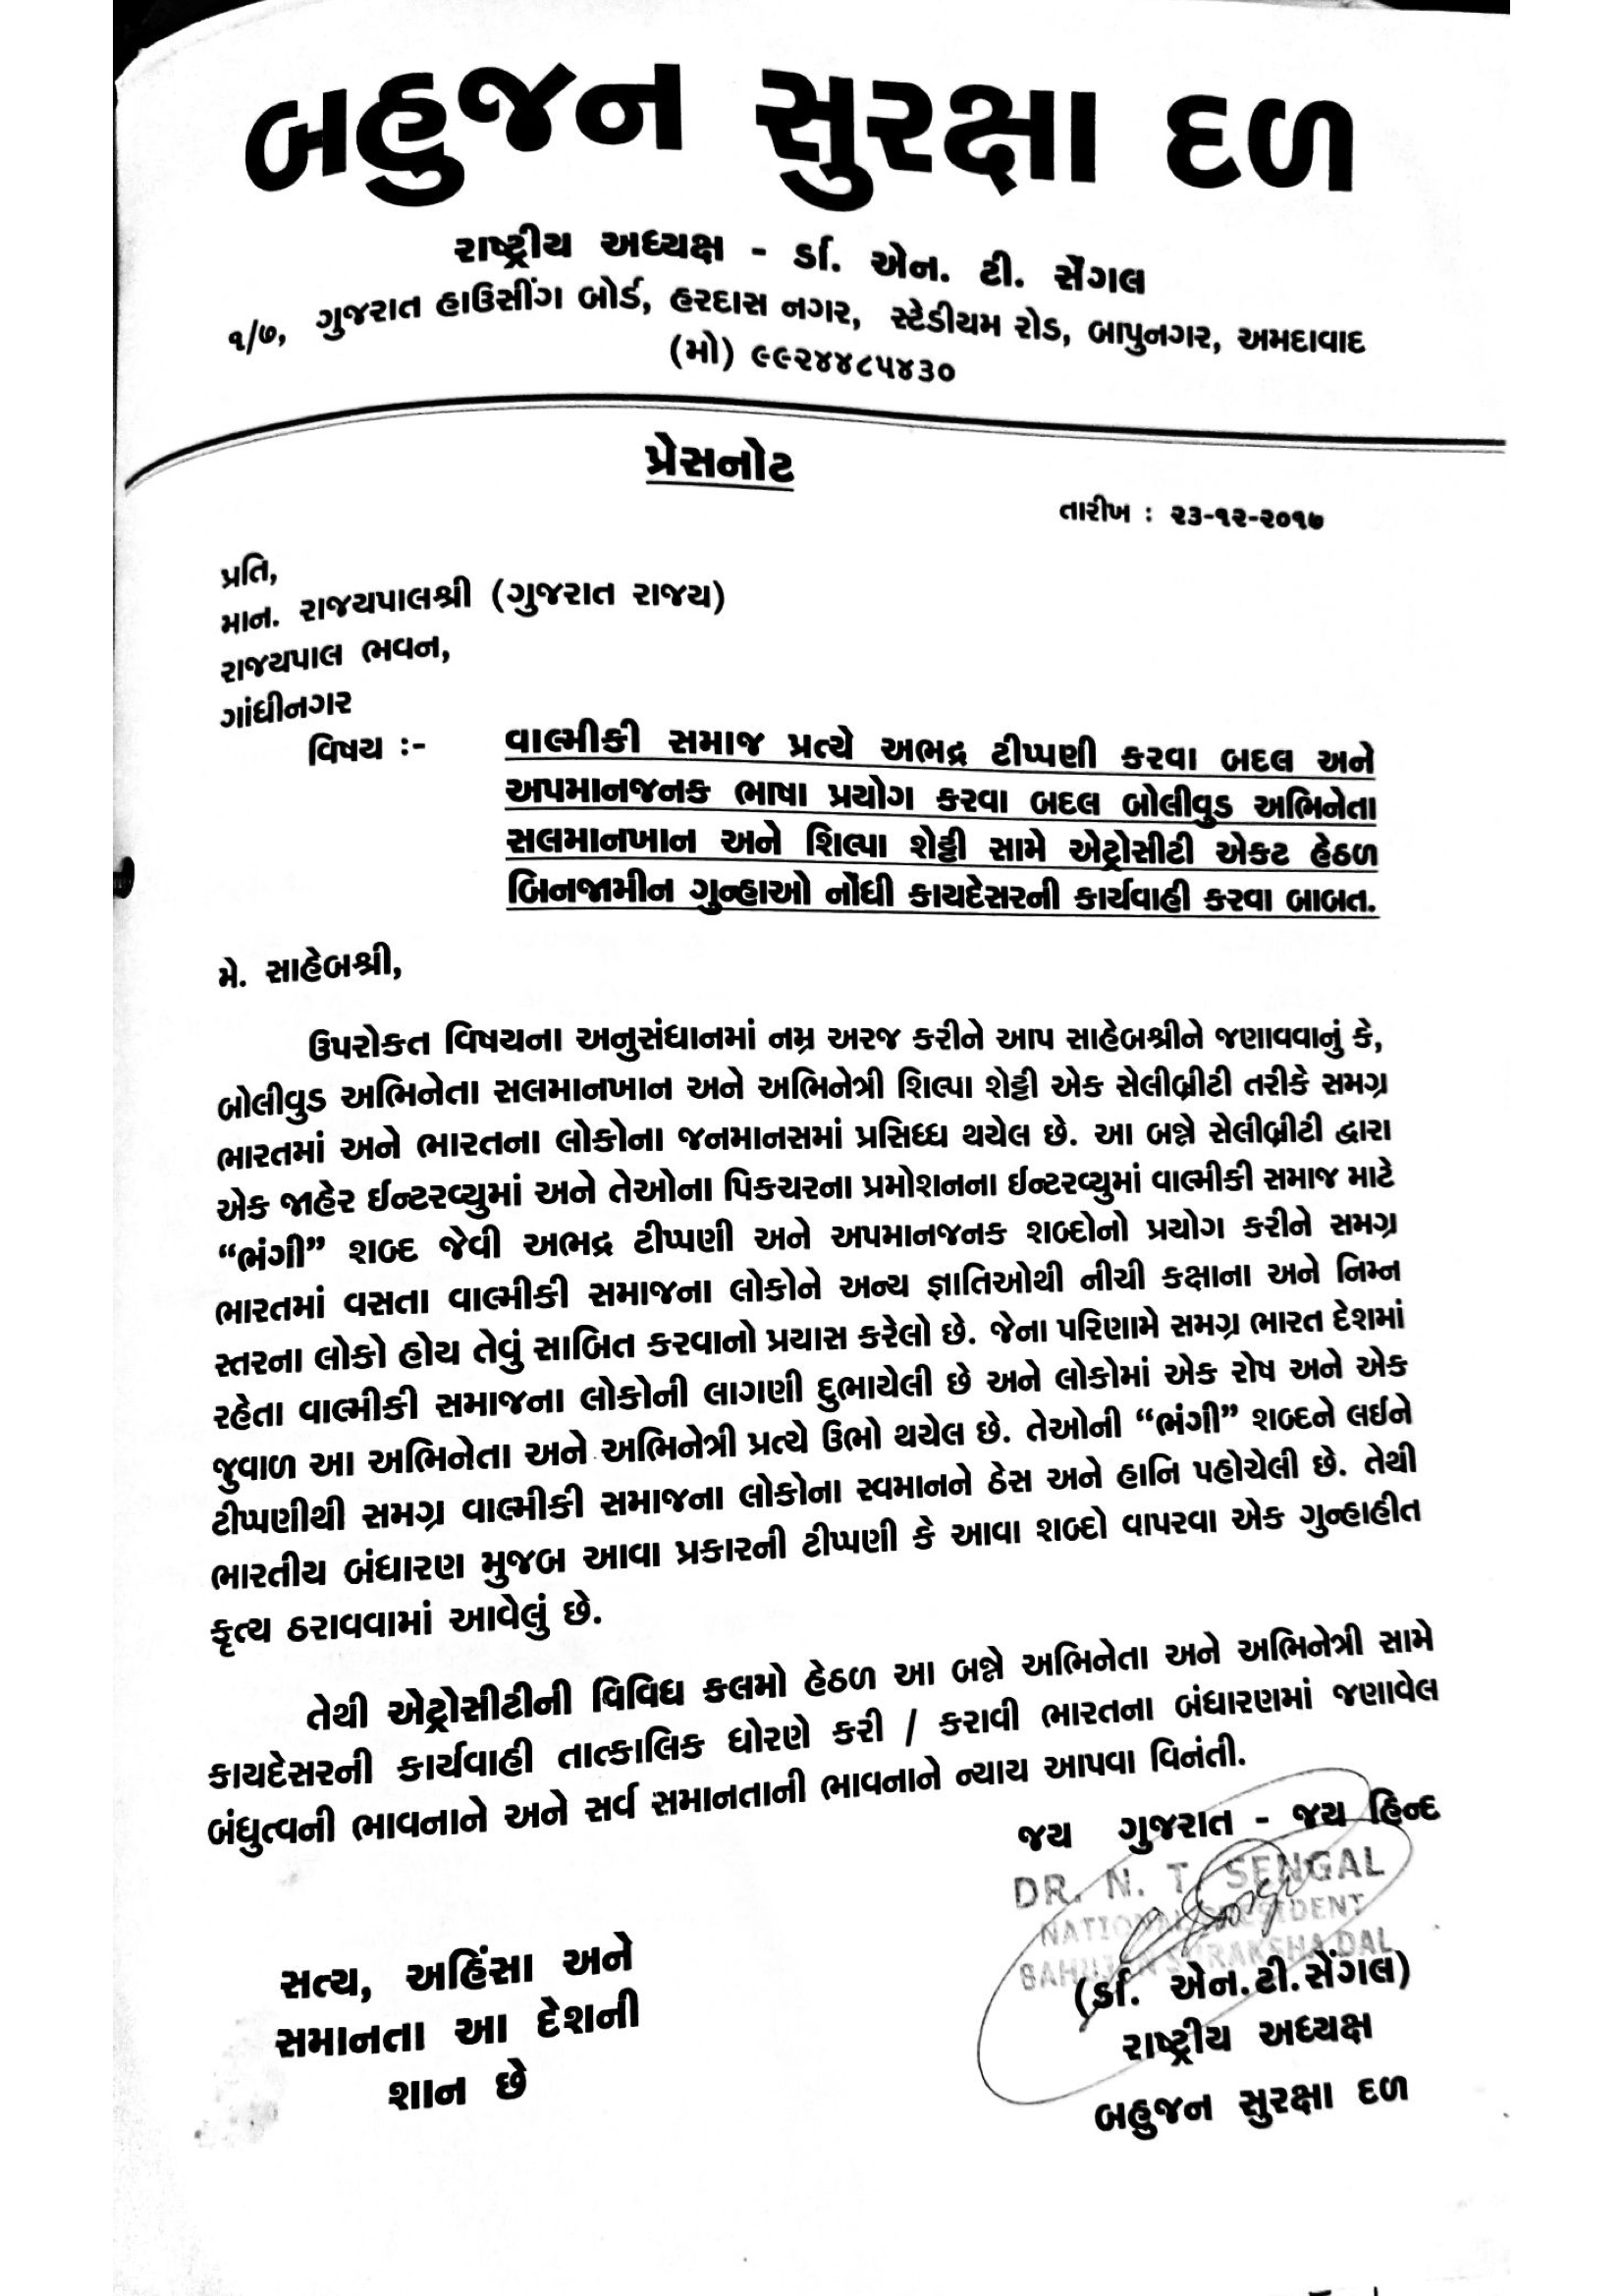 બહુજન સુરક્ષા દળ
રાષ્ટ્રીય અધ્યક્ષ - ર્ડા. એન. ટી. સેંગલ
૧/૭, ગુજરાત હાઉસીંગ બોર્ડ, હરદાસ નગર, સ્ટેડીયમ રોડ, બાપુનગર, અમદાવાદ
(મો) ૯૯૨૪૪૮૫૪૩૦
પ્રેસનોટ
તારીખ : ૨૩-૧૨-૨૦૧૭
પ્રતિ,
માન. રાજયપાલશ્રી (ગુજરાત રાજય)
રાજયપાલ ભવન,
ગાંધીનગર
વિષય :- વાલ્મીકી સમાજ પ્રત્યે અભદ્ર ટીપ્પણી કરવા બદલ અને
અપમાનજનક ભાષા પ્રયોગ કરવા બદલ બોલીવુડ અભિનેતા
સલમાનખાન અને શિલ્પા શેટ્ટી સામે એટ્રોસીટી એકટ હેઠળ
બિનજામીન ગુન્હાઓ નોંધી કાયદેસરની કાર્યવાહી કરવા બાબત.
મે. સાહેબશ્રી,
ઉપરોકત વિષયના અનુસંધાનમાં નમ્ર અરજ કરીને આપ સાહેબશ્રીને જણાવવાનું કે,
બોલીવુડ અભિનેતા સલમાનખાન અને અભિનેત્રી શિલ્પા શેટ્ટી એક સેલીબ્રીટી તરીકે સમગ્ર
ભારતમાં અને ભારતના લોકોના જનમાનસમાં પ્રસિધ્ધ થયેલ છે. આ બન્ને સેલીબ્રીટી દ્વારા
એક જાહેર ઈન્ટરવ્યુમાં અને તેઓના પિકચરના પ્રમોશનના ઈન્ટરવ્યુમાં વાલ્મીકી સમાજ માટે
“ભંગી” શબ્દ જેવી અભદ્ર ટીપ્પણી અને અપમાનજનક શબ્દોનો પ્રયોગ કરીને સમગ્ર
ભારતમાં વસતા વાલ્મીકી સમાજના લોકોને અન્ય જ્ઞાતિઓથી નીચી કક્ષાના અને નિમ્ન
સ્તરના લોકો હોય તેવું સાબિત કરવાનો પ્રયાસ કરેલો છે. જેના પરિણામે સમગ્ર ભારત દેશમાં
રહેતા વાલ્મીકી સમાજના લોકોની લાગણી દુભાયેલી છે અને લોકોમાં એક રોષ અને એક
જુવાળ આ અભિનેતા અને અભિનેત્રી પ્રત્યે ઉભો થયેલ છે. તેઓની “ભંગી” શબ્દને લઈને
ટીપ્પણીથી સમગ્ર વાલ્મીકી સમાજના લોકોના સ્વમાનને ઠેસ અને હાનિ પહોચેલી છે. તેથી
ભારતીય બંધારણ મુજબ આવા પ્રકારની ટીપ્પણી કે આવા શબ્દો વાપરવા એક ગુન્હાહીત
કૃત્ય ઠરાવવામાં આવેલું છે.
તેથી એટ્રોસીટીની વિવિધ કલમો હેઠળ આ બન્ને અભિનેતા અને અભિનેત્રી સામે
કાયદેસરની કાર્યવાહી તાત્કાલિક ધોરણે કરી / કરાવી ભારતના બંધારણમાં જણાવેલ
બંધુત્વની ભાવનાને અને સર્વ સમાનતાની ભાવનાને ન્યાય આપવા વિનંતી.
જય ગુજરાત - જય હિન્દ
DR. N. T. SENGAL
NATIONAL PRESIDENT
BAHUJAN SURAKSHA DAL
સત્ય, અહિંસા અને
સમાનતા આ દેશની
શાન છે
(ર્ડા. એન.ટી.સેંગલ)
રાષ્ટ્રીય અધ્યક્ષ
બહુજન સુરક્ષા દળ